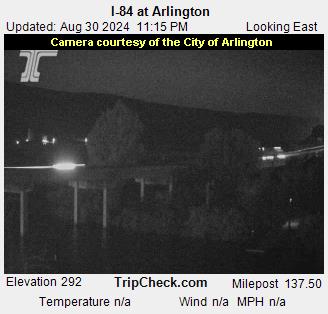 I-84 at Arlington
Updated: Aug 30 2024 11:15 PM Looking East
Camera courtesy of the City of Arlington
Elevation 292 TripCheck.com Milepost 137.50
Temperature n/a Wind n/a MPH n/a